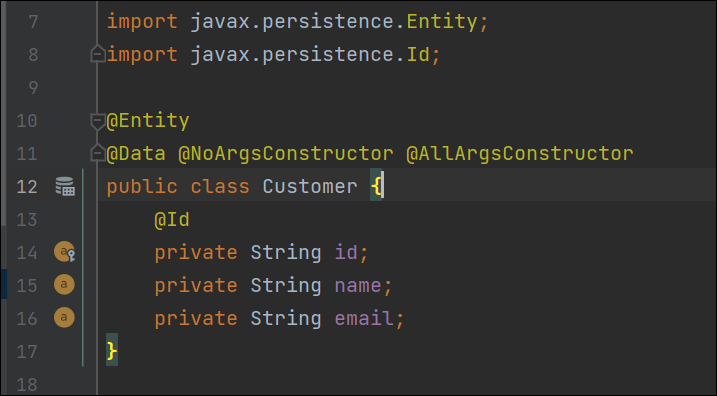 7 import javax.persistence.Entity;
8 import javax.persistence.Id;
9
10 @Entity
11 @Data @NoArgsConstructor @AllArgsConstructor
12 public class Customer {
13 @Id
14 a private String id;
15 a private String name;
16 a private String email;
17 }
18